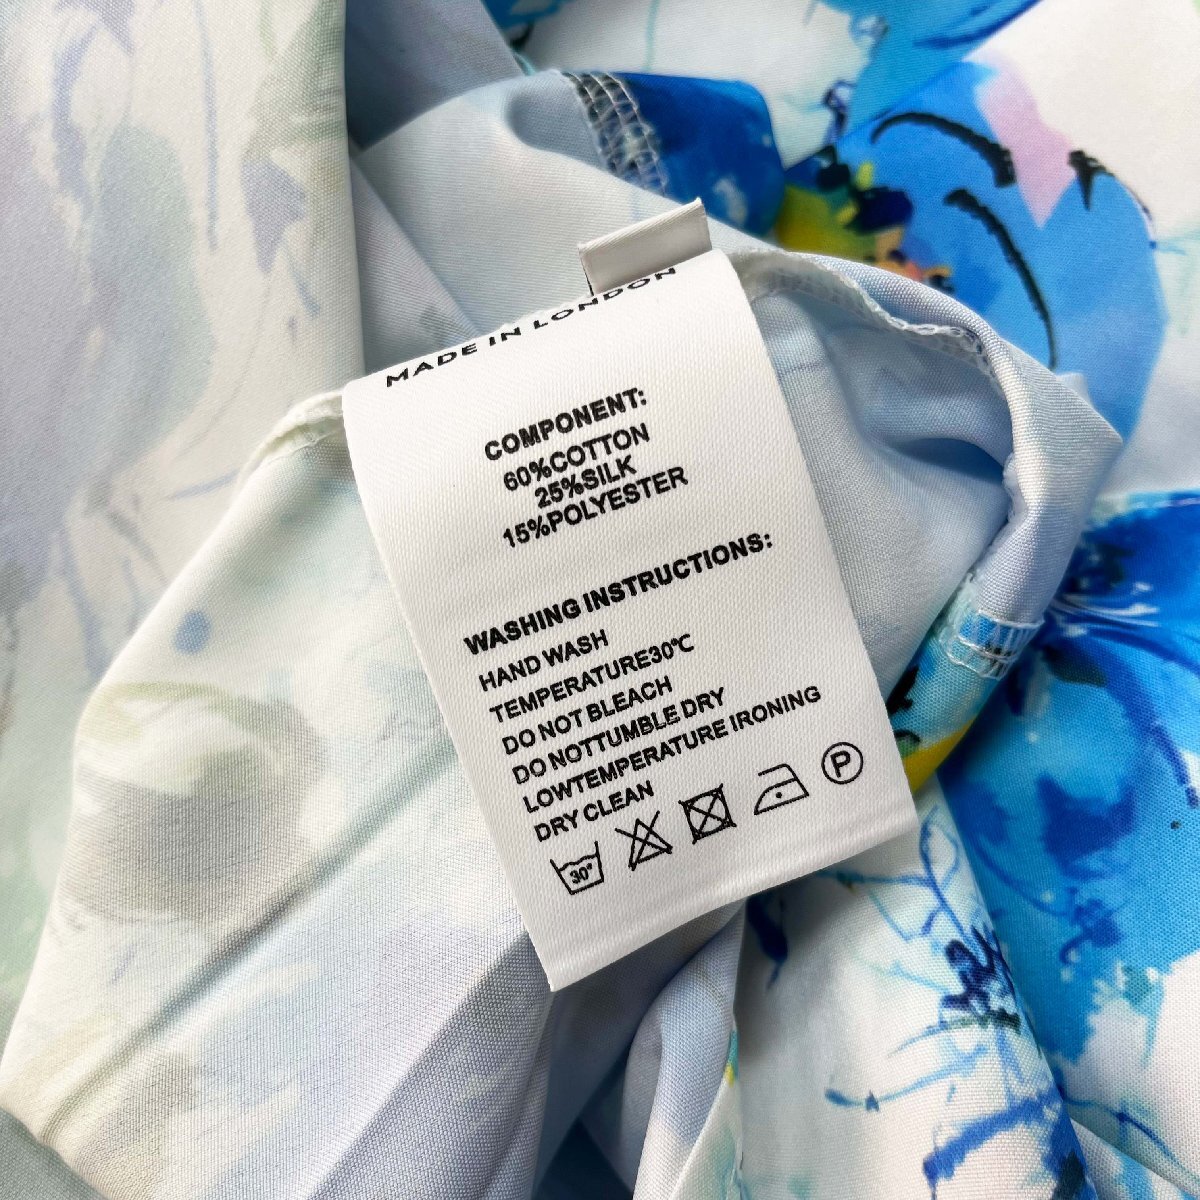 MADE IN LONDON
COMPONENT:
60%COTTON
25%SILK
15%POLYESTER
WASHING INSTRUCTIONS:
HAND WASH
TEMPERATURE30℃
DO NOT BLEACH
DO NOTTUMBLE DRY
LOWTEMPERATURE IRONING
DRY CLEAN
30° P